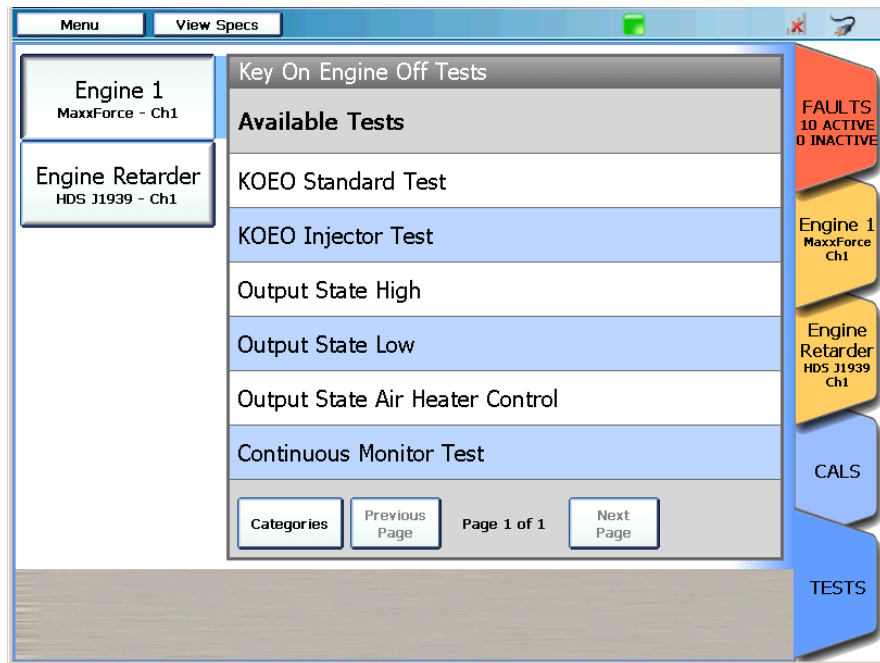 Menu
View Specs
Engine 1
MaxxForce - Ch1
Engine Retarder
HDS J1939 - Ch1
Key On Engine Off Tests
Available Tests
KOEO Standard Test
KOEO Injector Test
Output State High
Output State Low
Output State Air Heater Control
Continuous Monitor Test
Categories
Previous
Page
Page 1 of 1
Next
Page
FAULTS
10 ACTIVE
0 INACTIVE
Engine 1
MaxxForce
Ch1
Engine
Retarder
HDS J1939
Ch1
CALS
TESTS